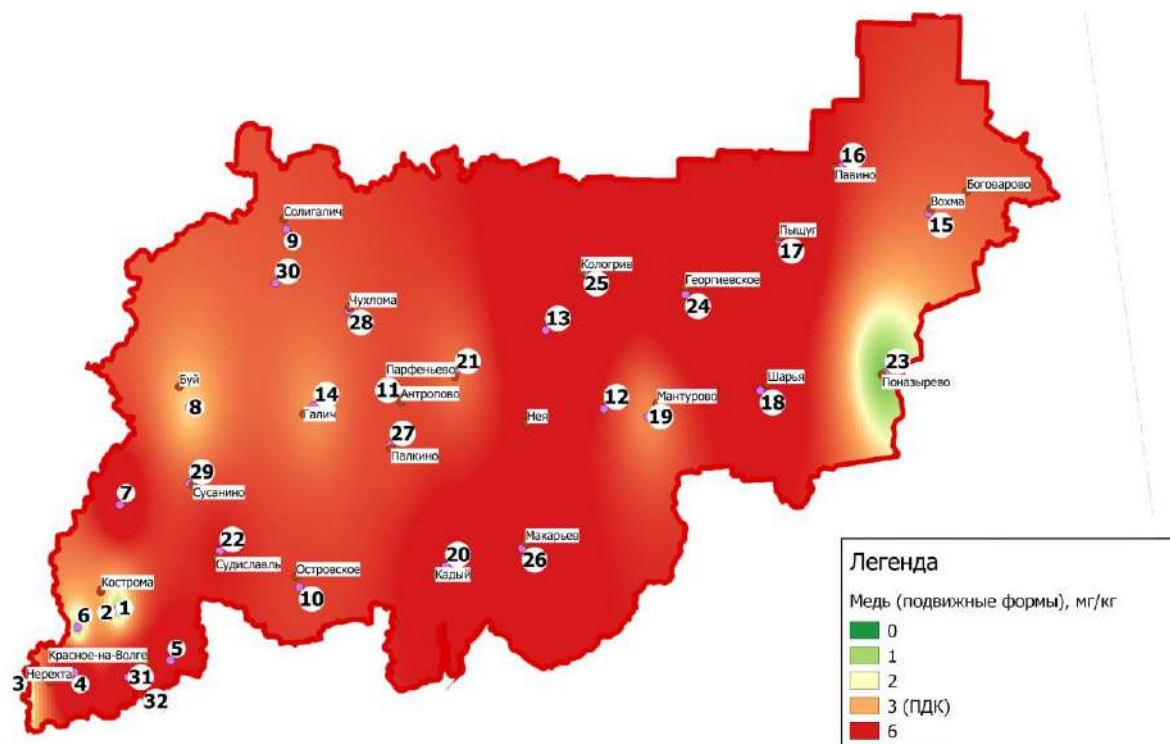 16
Павино
Боговарово
Вохма
15
Солигалич
9
Пыщуг
17
30
Кологрив
25
Георгиевское
24
Чухлома
28
13
21
Парфеньево
23
Поназырево
Буй
8
14
Галич
11
Антропово
12
Мантурово
19
Шарья
18
Нея
27
Палкино
29
Сусанино
7
22
Судиславль
20
Кадый
Макарьев
26
Островское
10
Кострома
2
1
6
Красное-на-Волге
5
3
Нерехта
4
31
32
Легенда
Медь (подвижные формы), мг/кг
0
1
2
3 (ПДК)
6